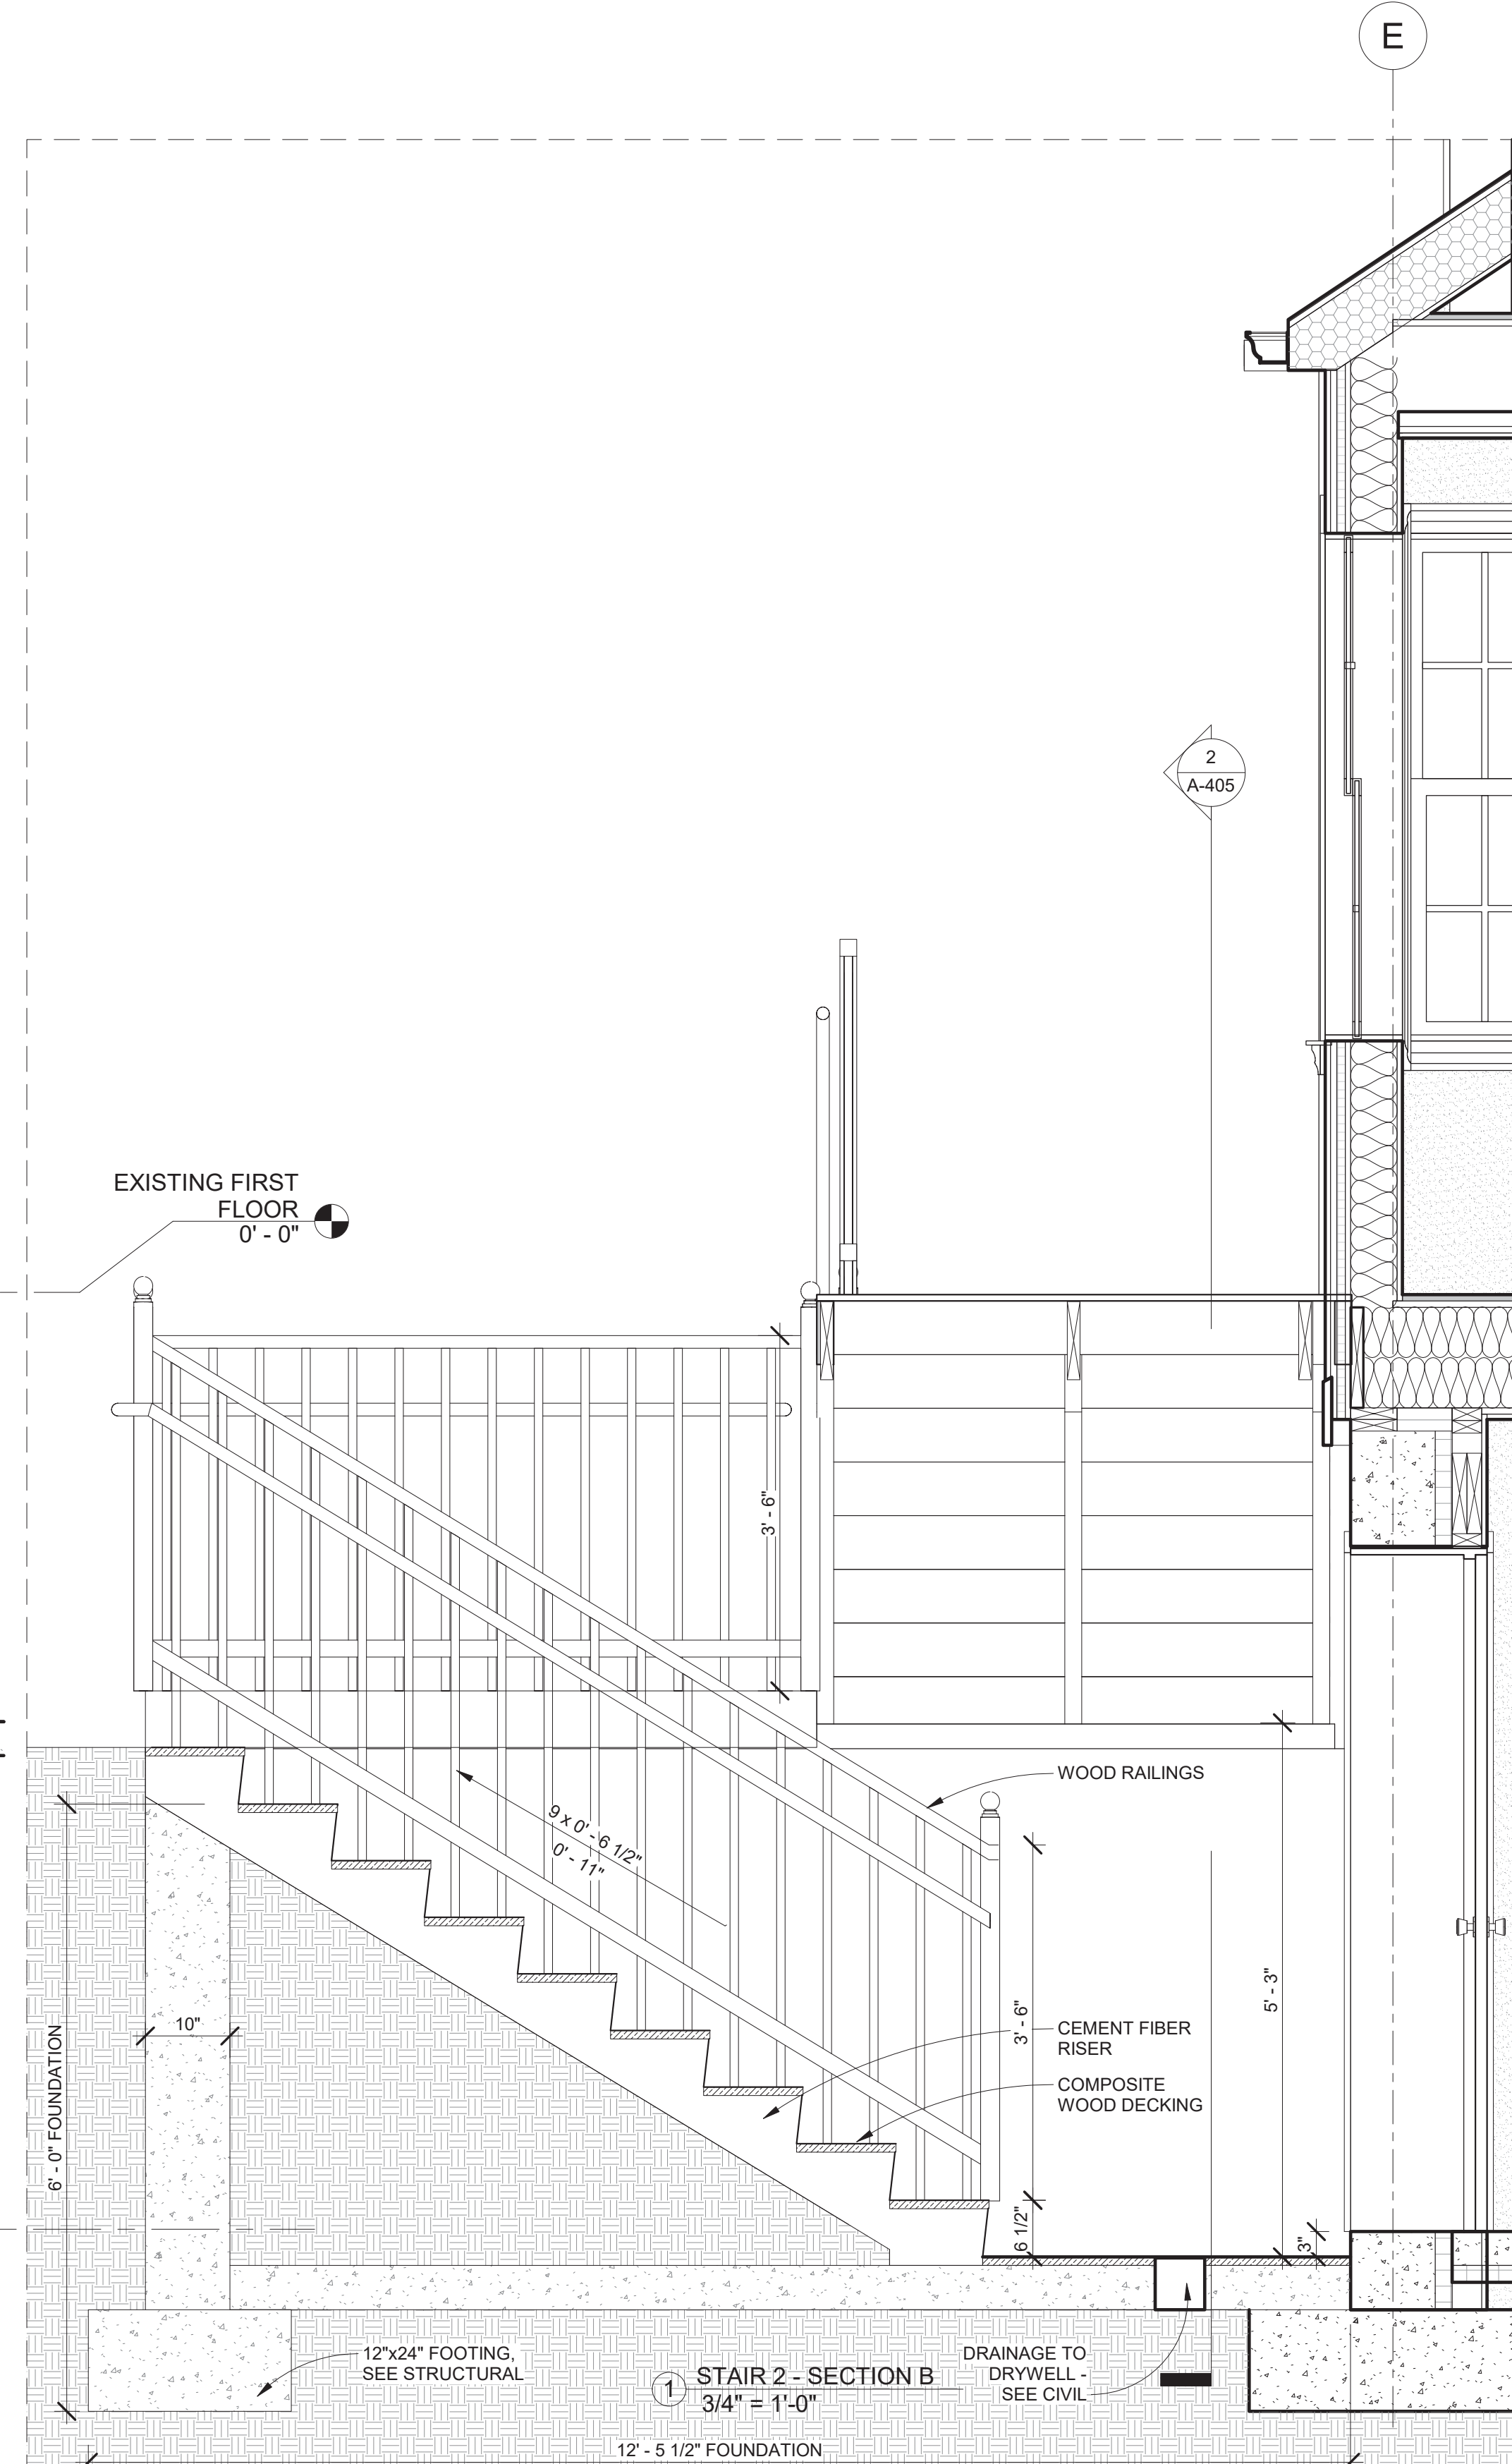 E
2
A-405
EXISTING FIRST
FLOOR
0' - 0"
3' - 6"
WOOD RAILINGS
9 x 0' - 6 1/2"
0' - 11"
5' - 3"
3' - 6"
CEMENT FIBER
RISER
10"
COMPOSITE
WOOD DECKING
6' - 0" FOUNDATION
6 1/2"
3"
12"x24" FOOTING,
SEE STRUCTURAL
1
STAIR 2 - SECTION B
3/4" = 1'-0"
DRAINAGE TO
DRYWELL -
SEE CIVIL
12' - 5 1/2" FOUNDATION